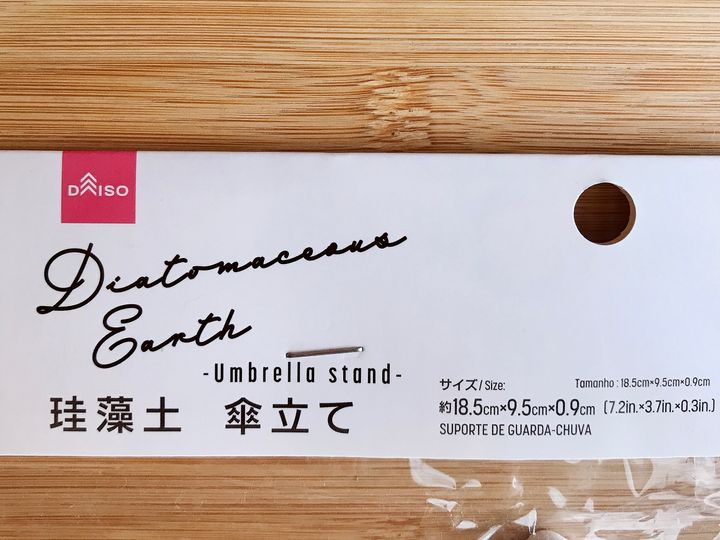 DAISO
Diatomaceous
Earth
-Umbrella stand-
珪藻土 傘立て
サイズ/Size:
Tamanho : 18.5cm×9.5cm×0.9cm
約18.5cm×9.5cm×0.9cm (7.2in.×3.7in.×0.3in.)
SUPORTE DE GUARDA-CHUVA